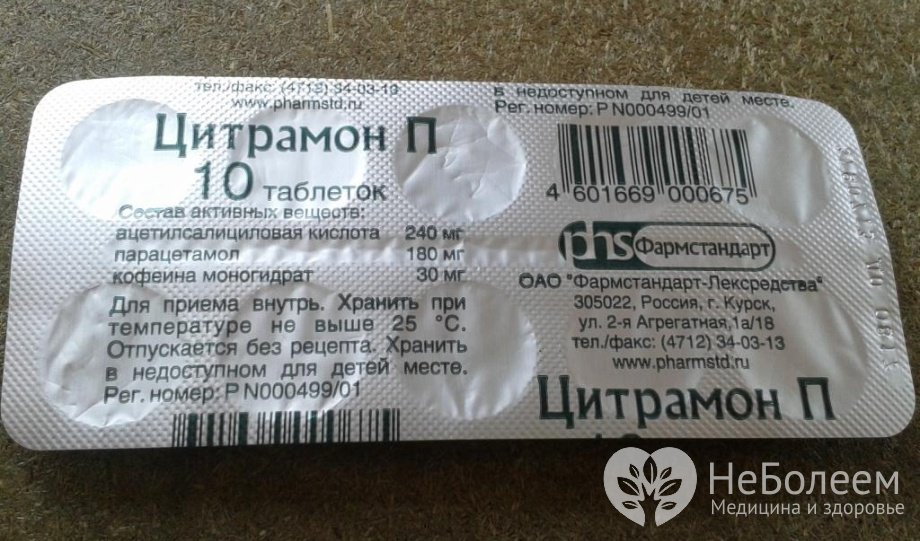 тел./факс: (4712) 34-03-13
www.pharmstd.ru
Цитрамон П
10 таблеток
Состав активных веществ:
ацетилсалициловая кислота 240 мг
парацетамол 180 мг
кофеина моногидрат 30 мг
Для приема внутрь. Хранить при
температуре не выше 25 °С.
Отпускается без рецепта. Хранить
в недоступном для детей месте.
Рег. номер: Р N000499/01
в недоступном для детей месте.
Рег. номер: Р N000499/01
4 601669 000675
phs Фармстандарт
ОАО "Фармстандарт-Лексредства"
305022, Россия, г. Курск,
ул. 2-я Агрегатная,1а/18
тел./факс: (4712) 34-03-13
www.pharmstd.ru
Цитрамон П
НеБолеем
Медицина и здоровье